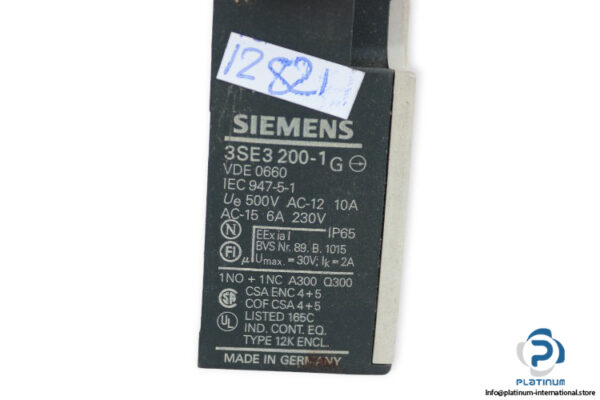 12821
SIEMENS
3SE3 200-1G
VDE 0660
IEC 947-5-1
Ue 500V AC-12 10A
AC-15 6A 230V
N
IP65
FI
µ
EEx ia I
BVS Nr. 89. B. 1015
Umax. = 30V; Ik = 2A
1NO + 1NC A300 Q300
CSA ENC 4+5
COF CSA 4+5
LISTED 165C
IND. CONT. EQ.
TYPE 12K ENCL.
SA
UL
MADE IN GERMANY
PLATINUM
info@platinum-international.store